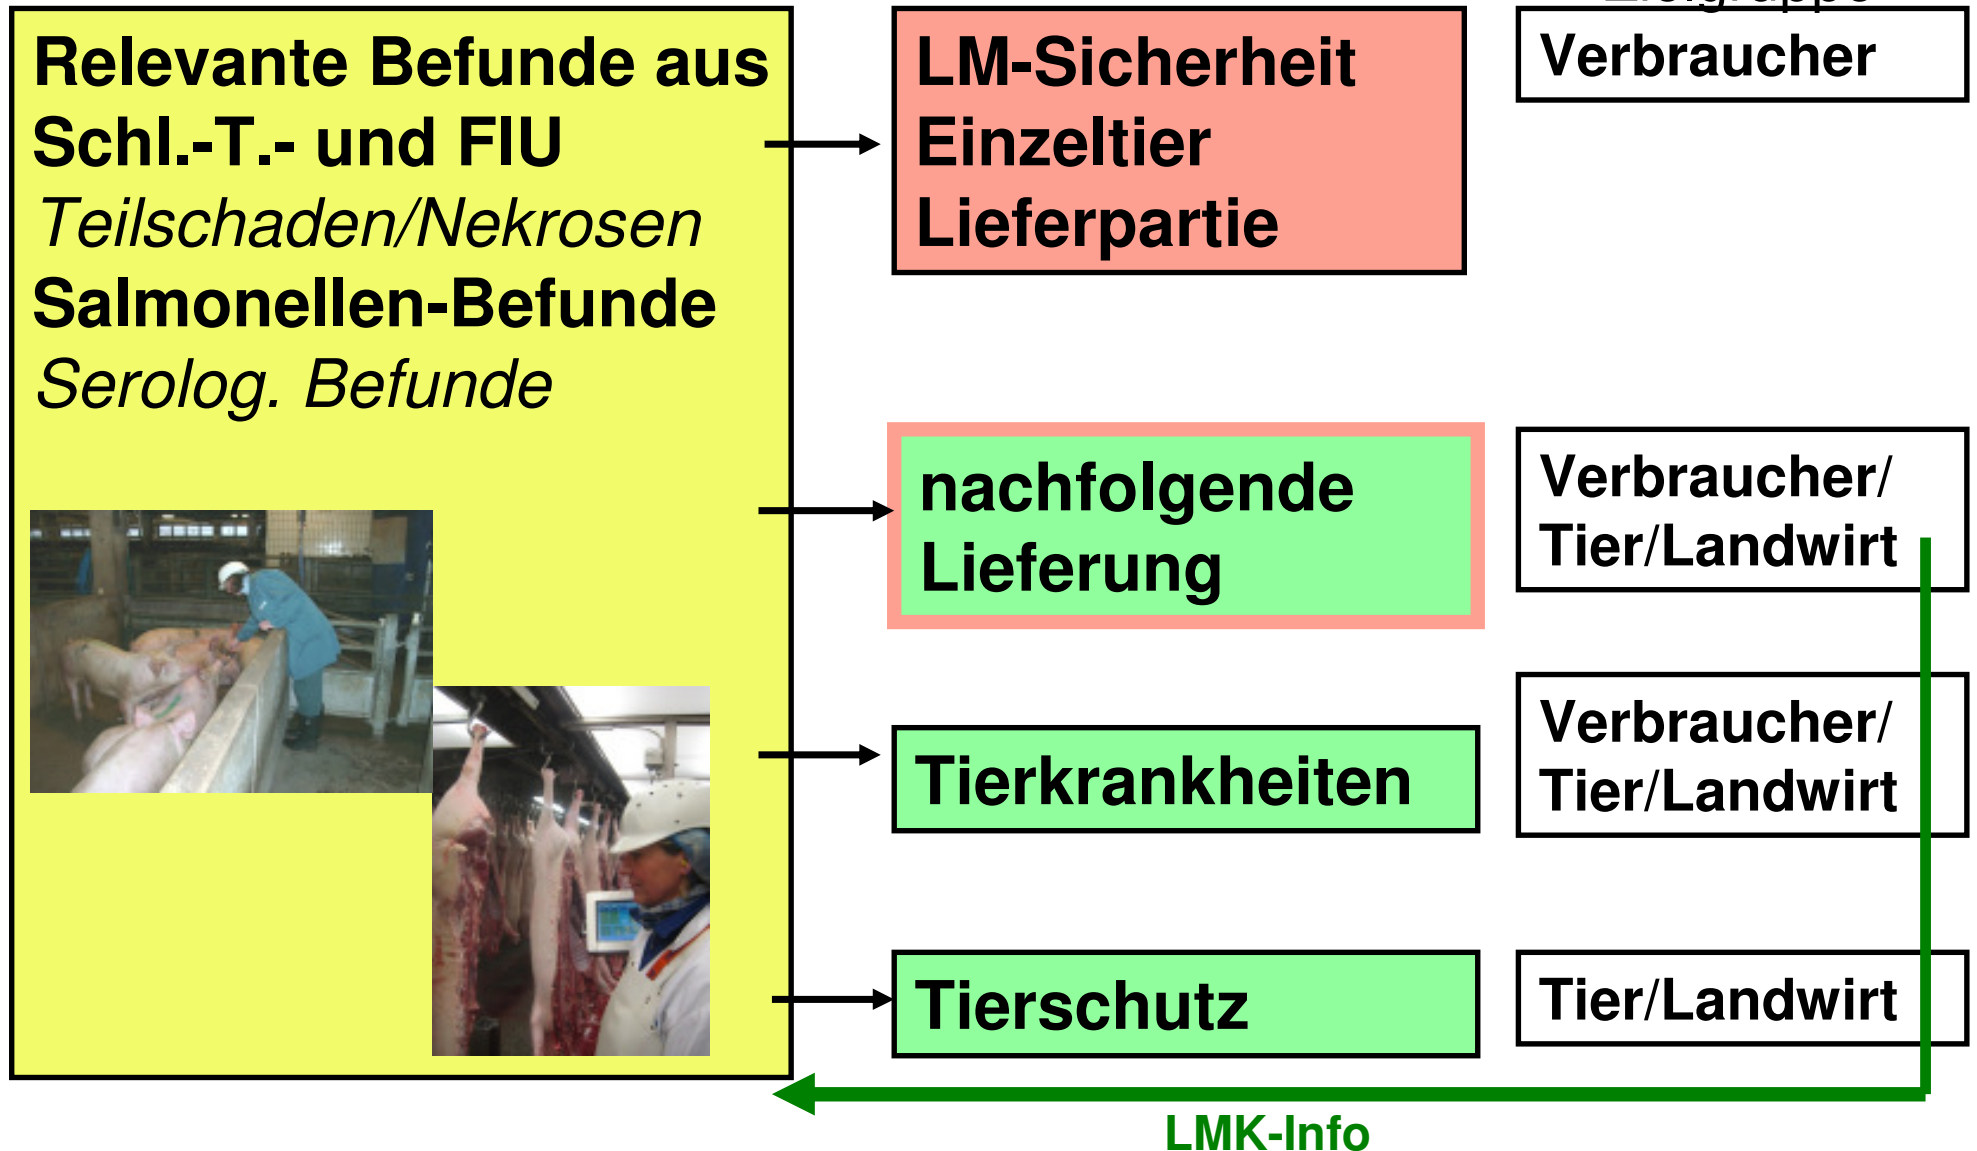 Relevante Befunde aus
Schl.-T.- und FlU
Teilschaden/Nekrosen
Salmonellen-Befunde
Serolog. Befunde
LM-Sicherheit
Einzeltier
Lieferpartie
Verbraucher
nachfolgende
Lieferung
Verbraucher/
Tier/Landwirt
Tierkrankheiten
Verbraucher/
Tier/Landwirt
Tierschutz
Tier/Landwirt
LMK-Info